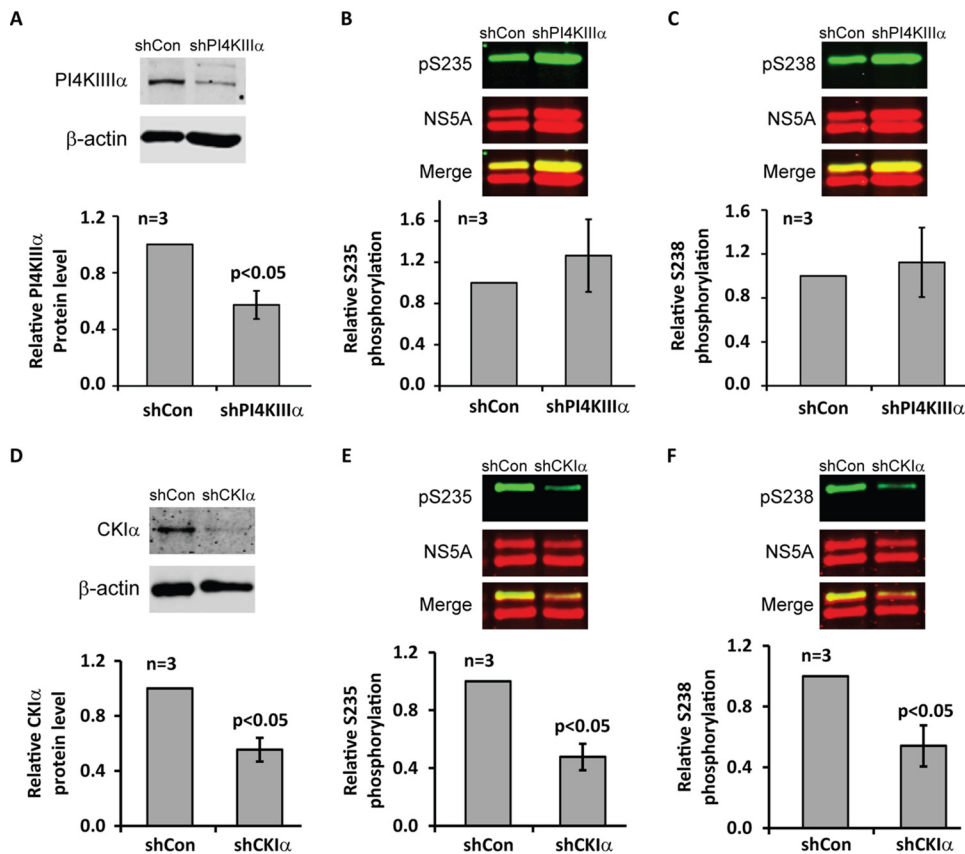 A
shCon shPI4KIIIα
PI4KIIIIα
β-actin
n=3
p<0.05
Relative PI4KIIIα
Protein level
1.2
0.8
0.4
0.0
shCon shPI4KIIIα
B
shCon shPI4KIIIα
pS235
NS5A
Merge
n=3
Relative S235
phosphorylation
1.6
1.2
0.8
0.4
0.0
shCon shPI4KIIIα
C
shCon shPI4KIIIα
pS238
NS5A
Merge
n=3
Relative S238
phosphorylation
1.6
1.2
0.8
0.4
0.0
shCon shPI4KIIIα
D
shCon shCKIα
CKIα
β-actin
n=3
p<0.05
Relative CKIα
protein level
1.2
0.8
0.4
0.0
shCon shCKIα
E
shCon shCKIα
pS235
NS5A
Merge
n=3
p<0.05
Relative S235
phosphorylation
1.2
0.8
0.4
0.0
shCon shCKIα
F
shCon shCKIα
pS238
NS5A
Merge
n=3
p<0.05
Relative S238
phosphorylation
1.2
0.8
0.4
0.0
shCon shCKIα